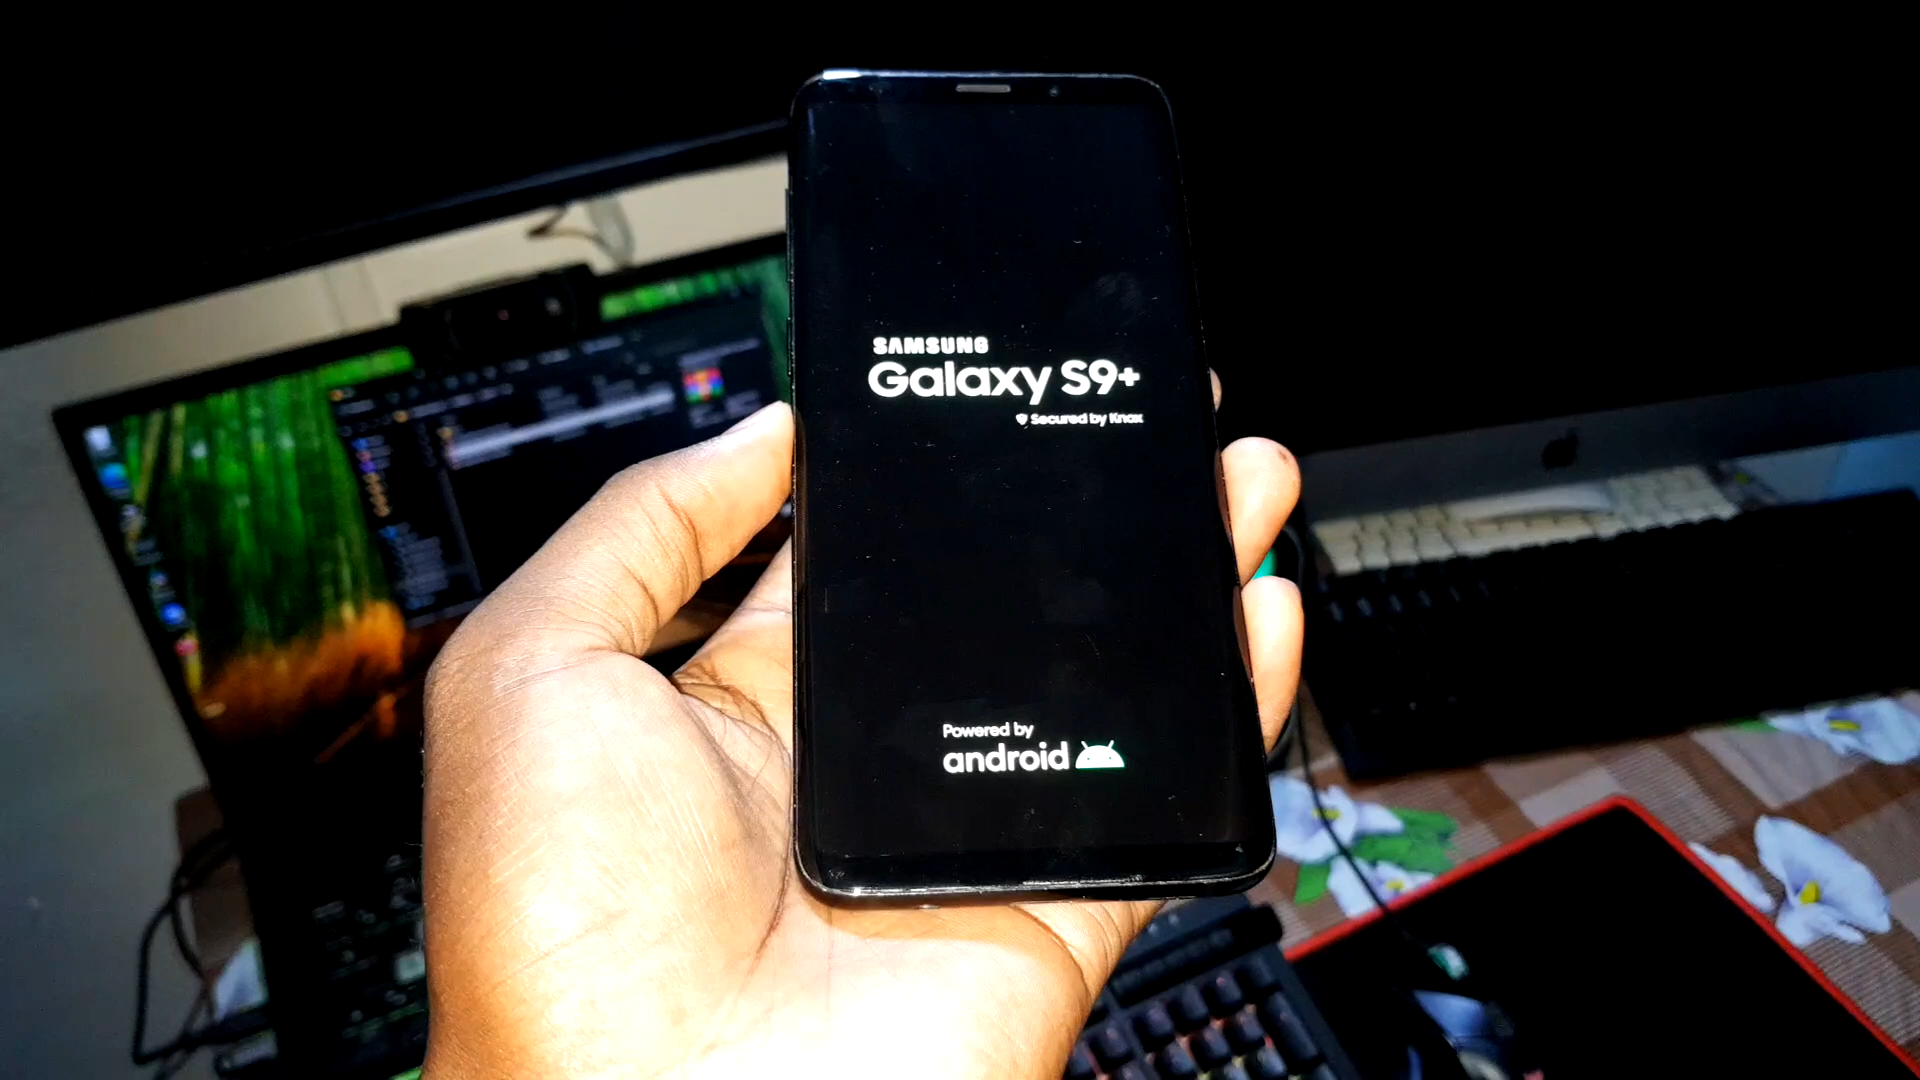 SAMSUNG
Galaxy S9+
Secured by Knox
Powered by
android